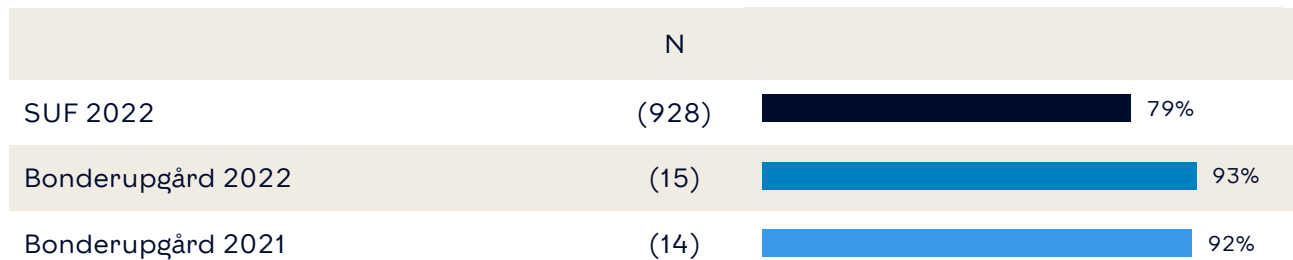 N
SUF 2022 (928) 79%
Bonderupgård 2022 (15) 93%
Bonderupgård 2021 (14) 92%